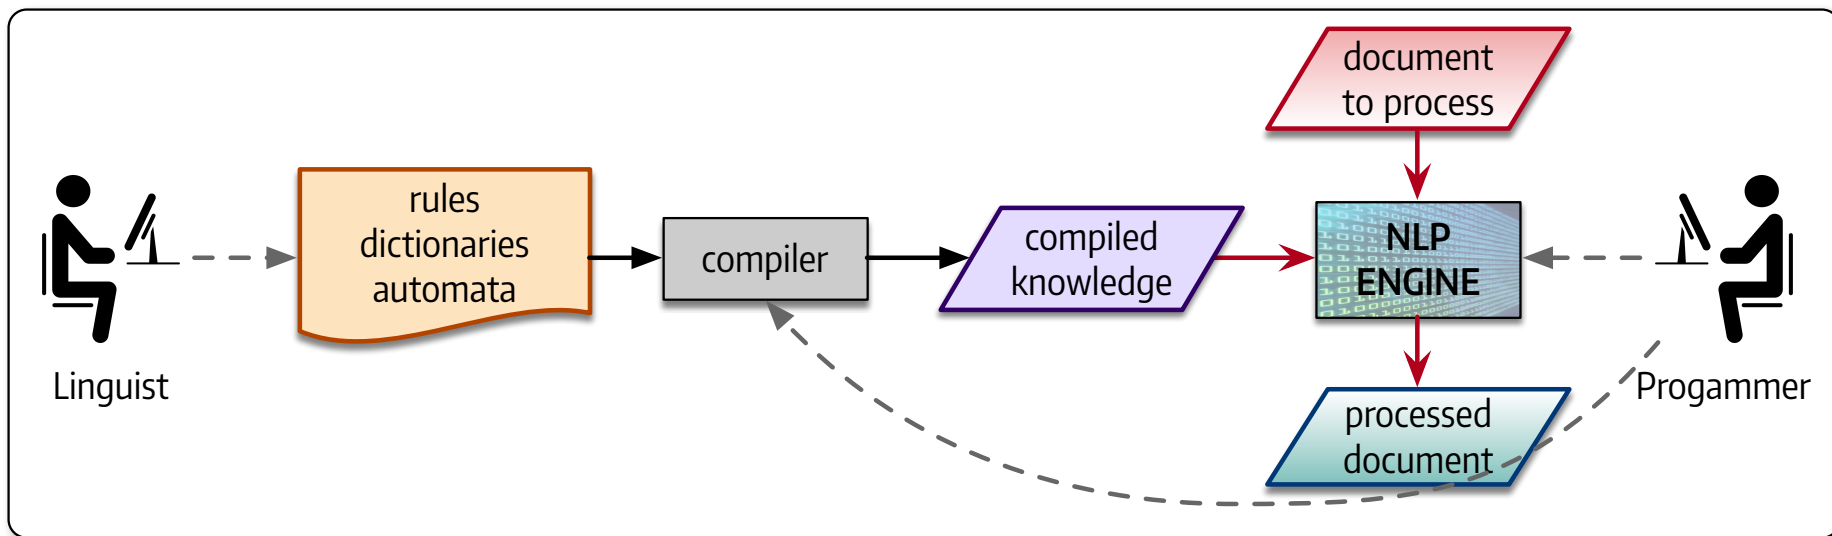 Linguist
rules
dictionaries
automata
compiler
compiled
knowledge
document
to process
NLP
ENGINE
processed
document
Progammer